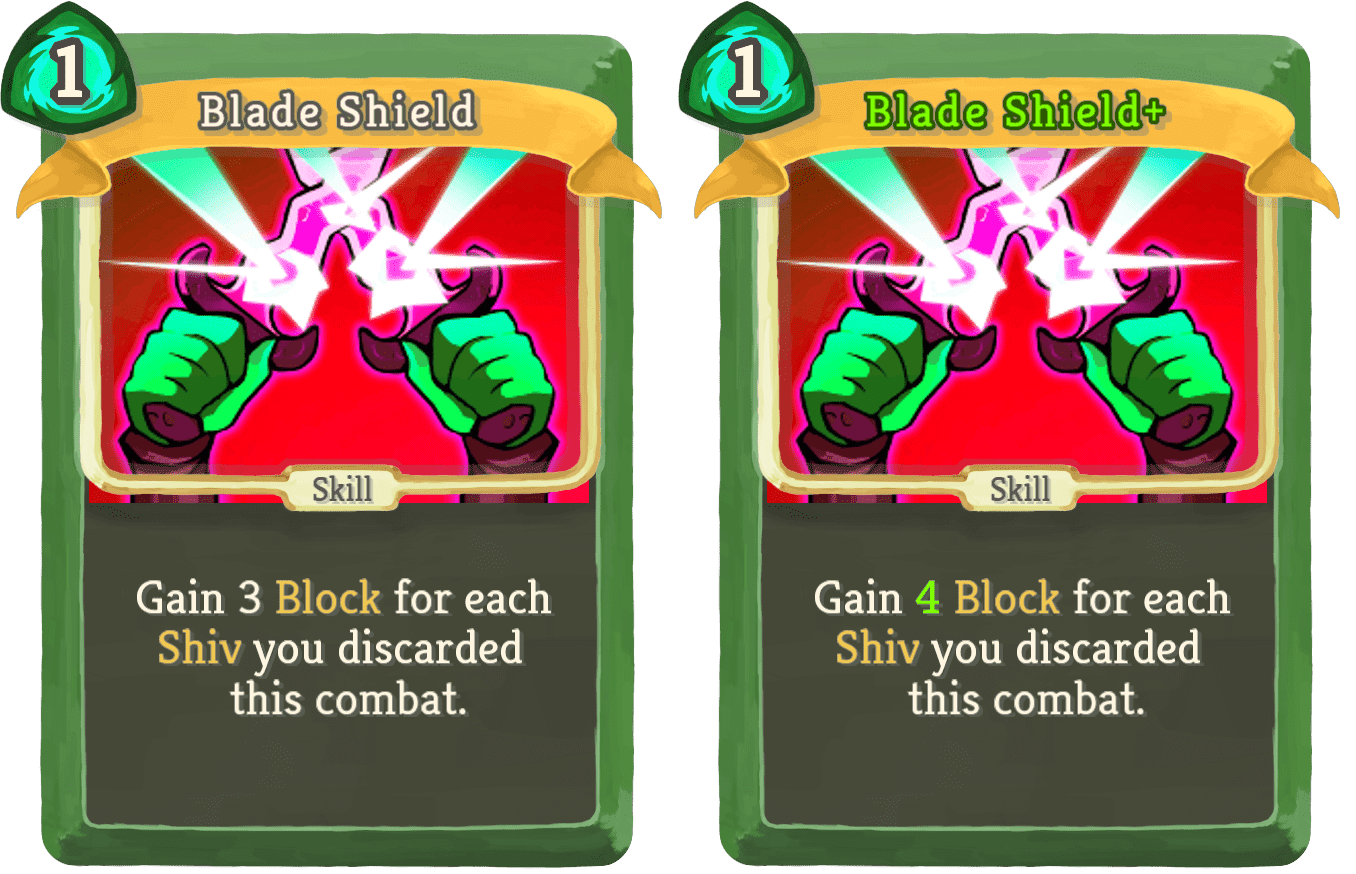 1
Blade Shield
Skill
Gain 3 Block for each
Shiv you discarded
this combat.
1
Blade Shield+
Skill
Gain 4 Block for each
Shiv you discarded
this combat.